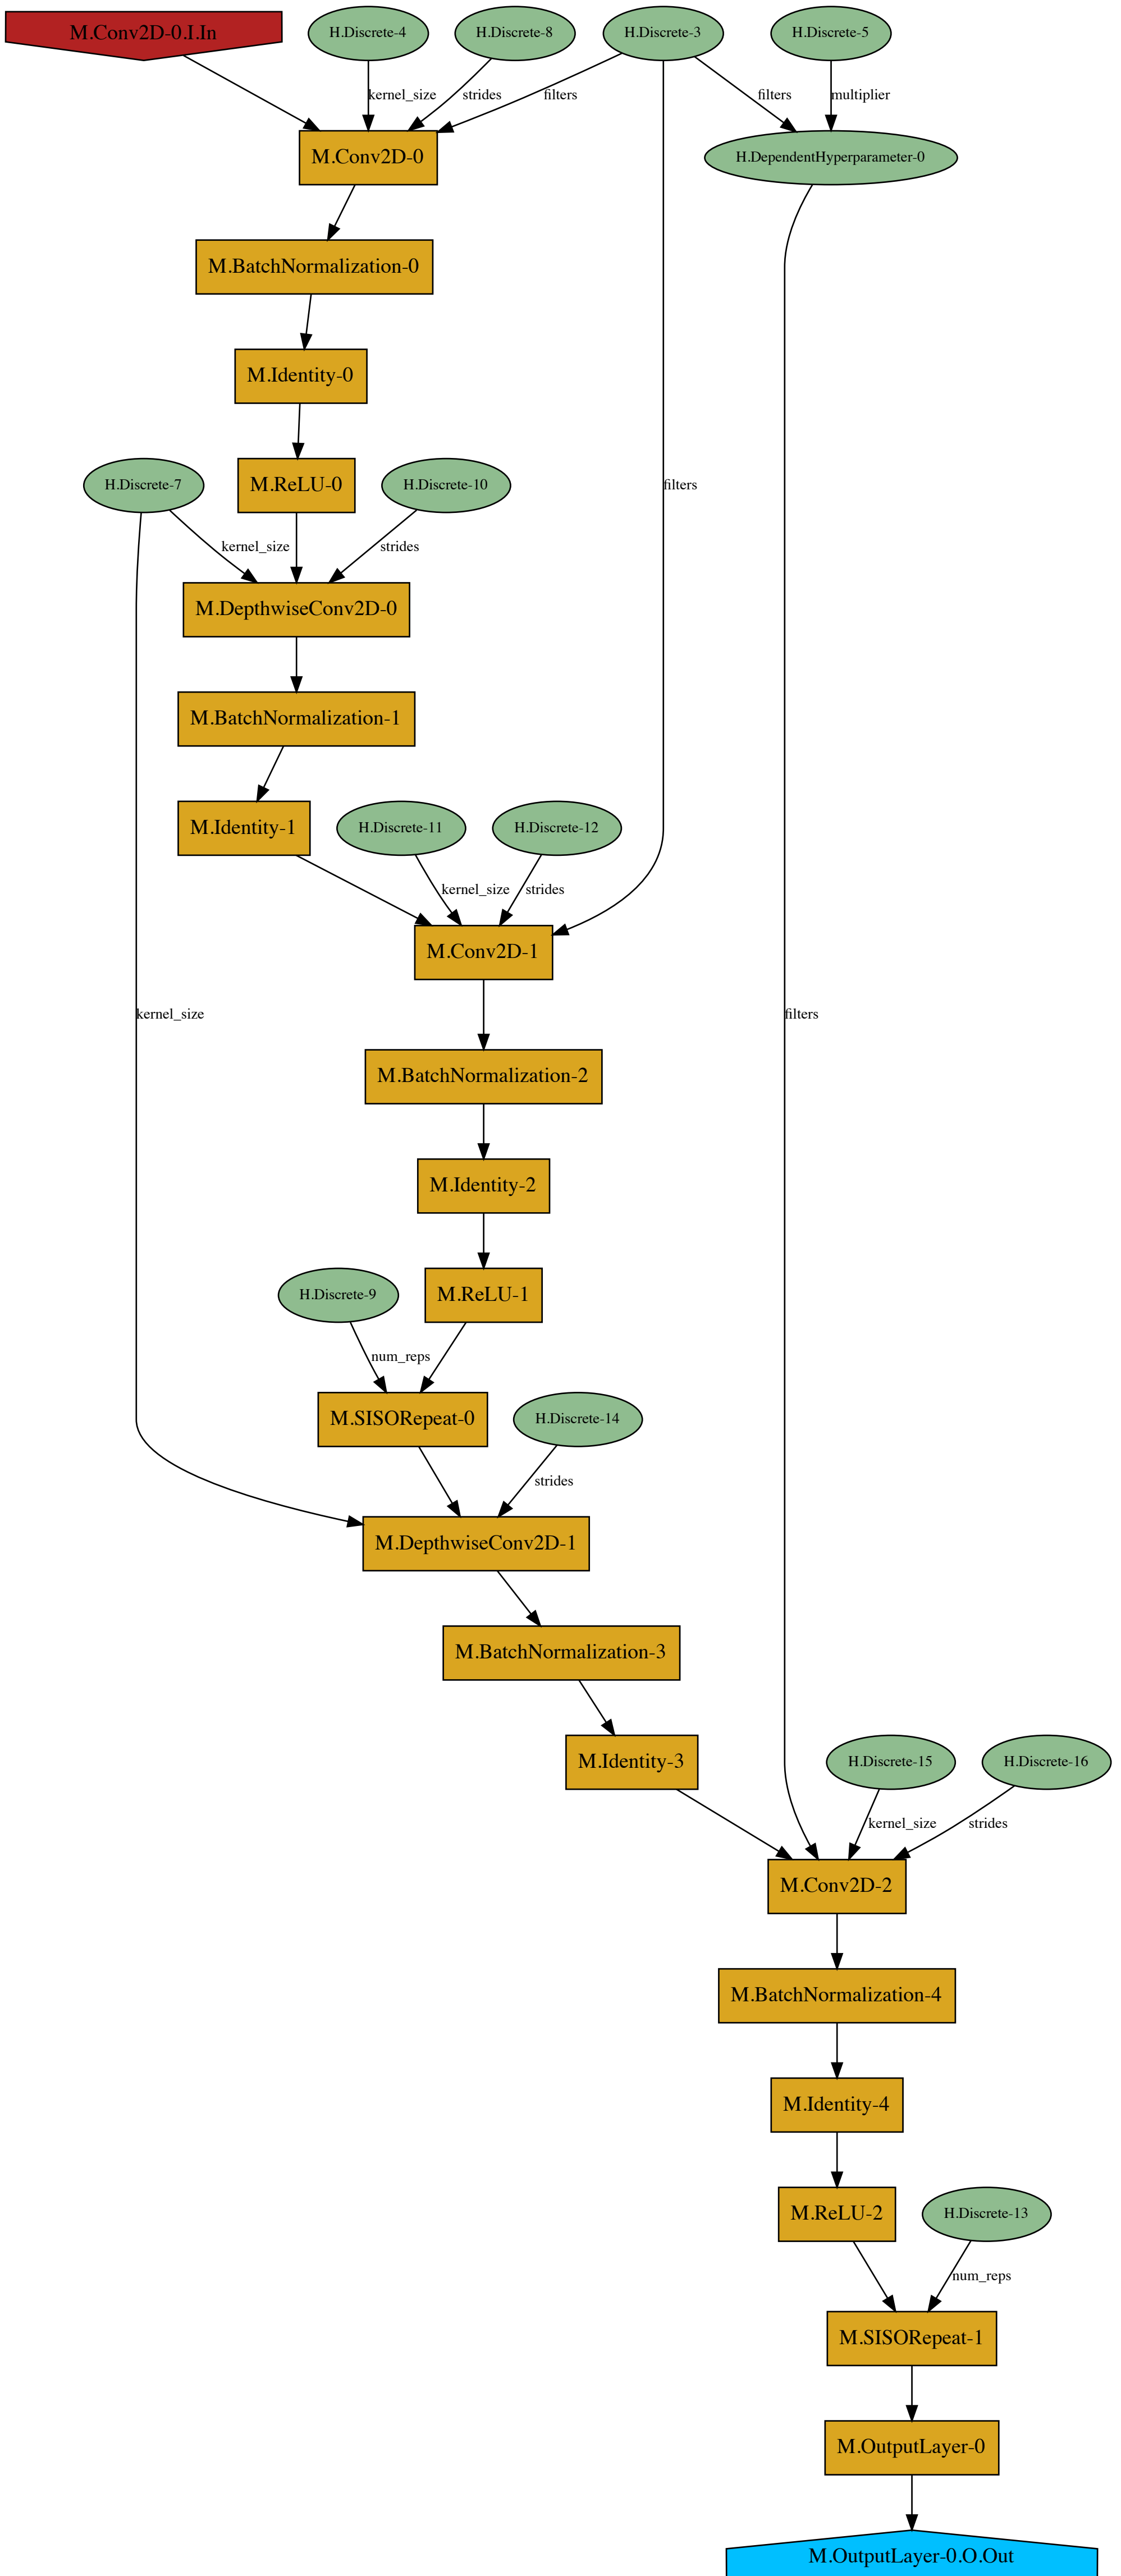 M.Conv2D-0.I.In
H.Discrete-4
H.Discrete-8
H.Discrete-3
H.Discrete-5
kernel_size
strides
filters
filters
multiplier
M.Conv2D-0
H.DependentHyperparameter-0
M.BatchNormalization-0
M.Identity-0
H.Discrete-7
M.ReLU-0
H.Discrete-10
filters
kernel_size
strides
M.DepthwiseConv2D-0
M.BatchNormalization-1
M.Identity-1
H.Discrete-11
H.Discrete-12
kernel_size
strides
M.Conv2D-1
kernel_size
filters
M.BatchNormalization-2
M.Identity-2
H.Discrete-9
M.ReLU-1
num_reps
M.SISORepeat-0
H.Discrete-14
strides
M.DepthwiseConv2D-1
M.BatchNormalization-3
M.Identity-3
H.Discrete-15
H.Discrete-16
kernel_size
strides
M.Conv2D-2
M.BatchNormalization-4
M.Identity-4
M.ReLU-2
H.Discrete-13
num_reps
M.SISORepeat-1
M.OutputLayer-0
M.OutputLayer-0.O.Out